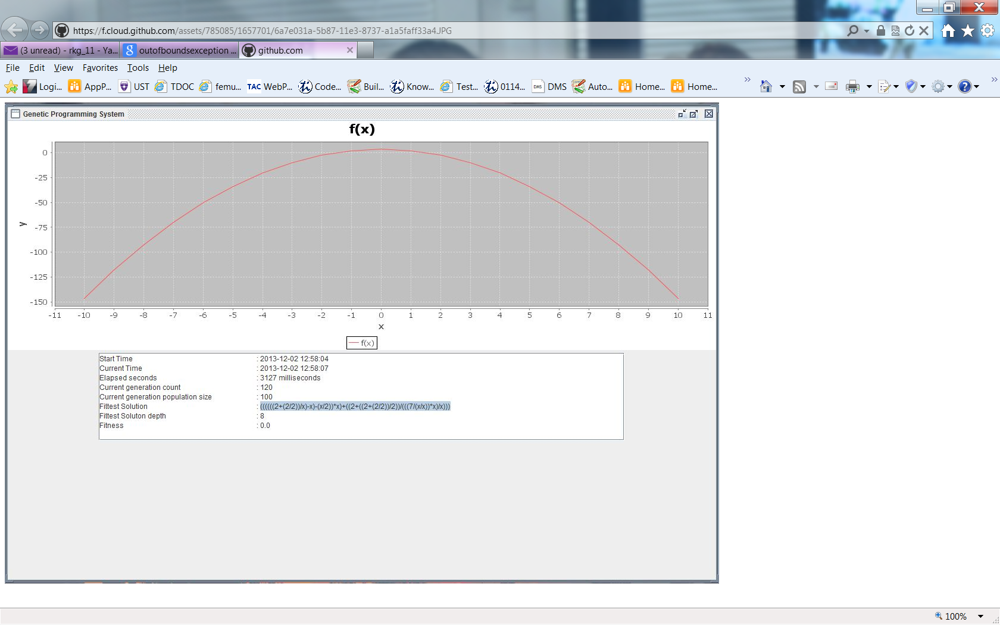 https://f.cloud.github.com/assets/785085/1657701/6a7e031a-5b87-11e3-8737-a1a5faff33a4.JPG
(3 unread) - rkg_11 - Ya... outofboundsexception ... github.com
File Edit View Favorites Tools Help
Logi... AppP... UST TDOC femu... TAC WebP... Code... Buil... Know... Test... 0114... DMS DMS Auto... Home... Home...
Genetic Programming System
f(x)
0
-25
-50
-75
-100
-125
-150
y
-11 -10 -9 -8 -7 -6 -5 -4 -3 -2 -1 0 1 2 3 4 5 6 7 8 9 10 11
x
f(x)
Start Time : 2013-12-02 12:58:04
Current Time : 2013-12-02 12:58:07
Elapsed seconds : 3127 milliseconds
Current generation count : 120
Current generation population size : 100
Fittest Solution : ((((((2+(2/2))/x)-x)-(x/2))*x)+((2+((2+(2/2))/2))/(((7/(x/x))*x)/x)))
Fittest Soluton depth : 8
Fitness : 0.0
100%